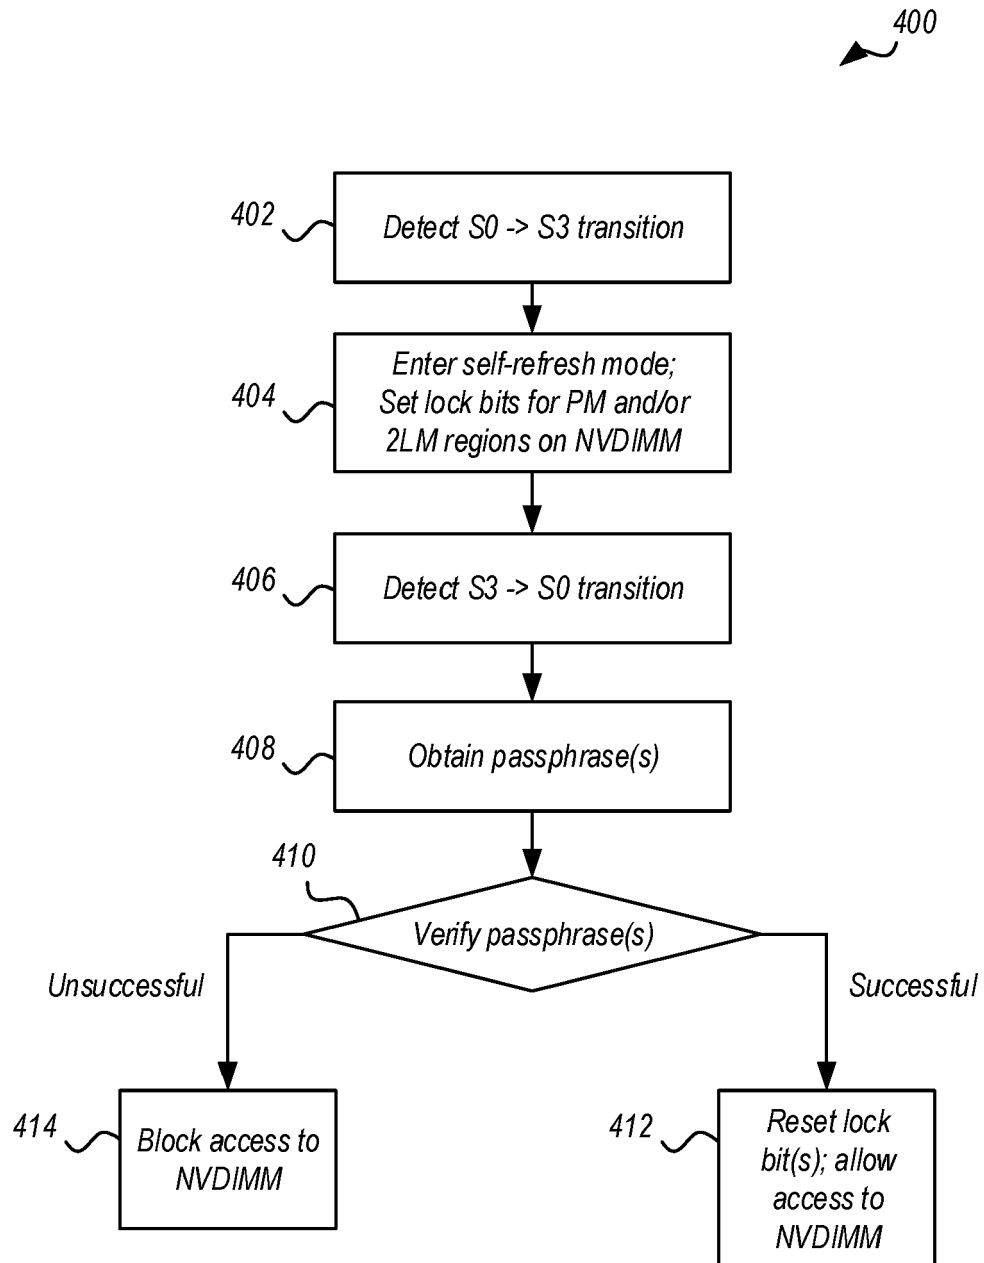 400
402
Detect S0 -> S3 transition
404
Enter self-refresh mode;
Set lock bits for PM and/or
2LM regions on NVDIMM
406
Detect S3 -> S0 transition
408
Obtain passphrase(s)
410
Verify passphrase(s)
Unsuccessful
Successful
414
Block access to
NVDIMM
412
Reset lock
bit(s); allow
access to
NVDIMM